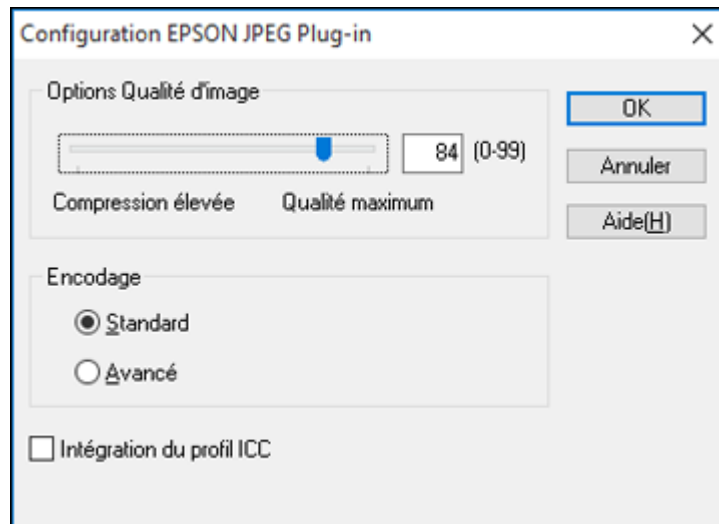 Configuration EPSON JPEG Plug-in
Options Qualité d'image
84 (0-99)
Compression élevée Qualité maximum
OK
Annuler
Aide(H)
Encodage
Standard
Avancé
Intégration du profil ICC